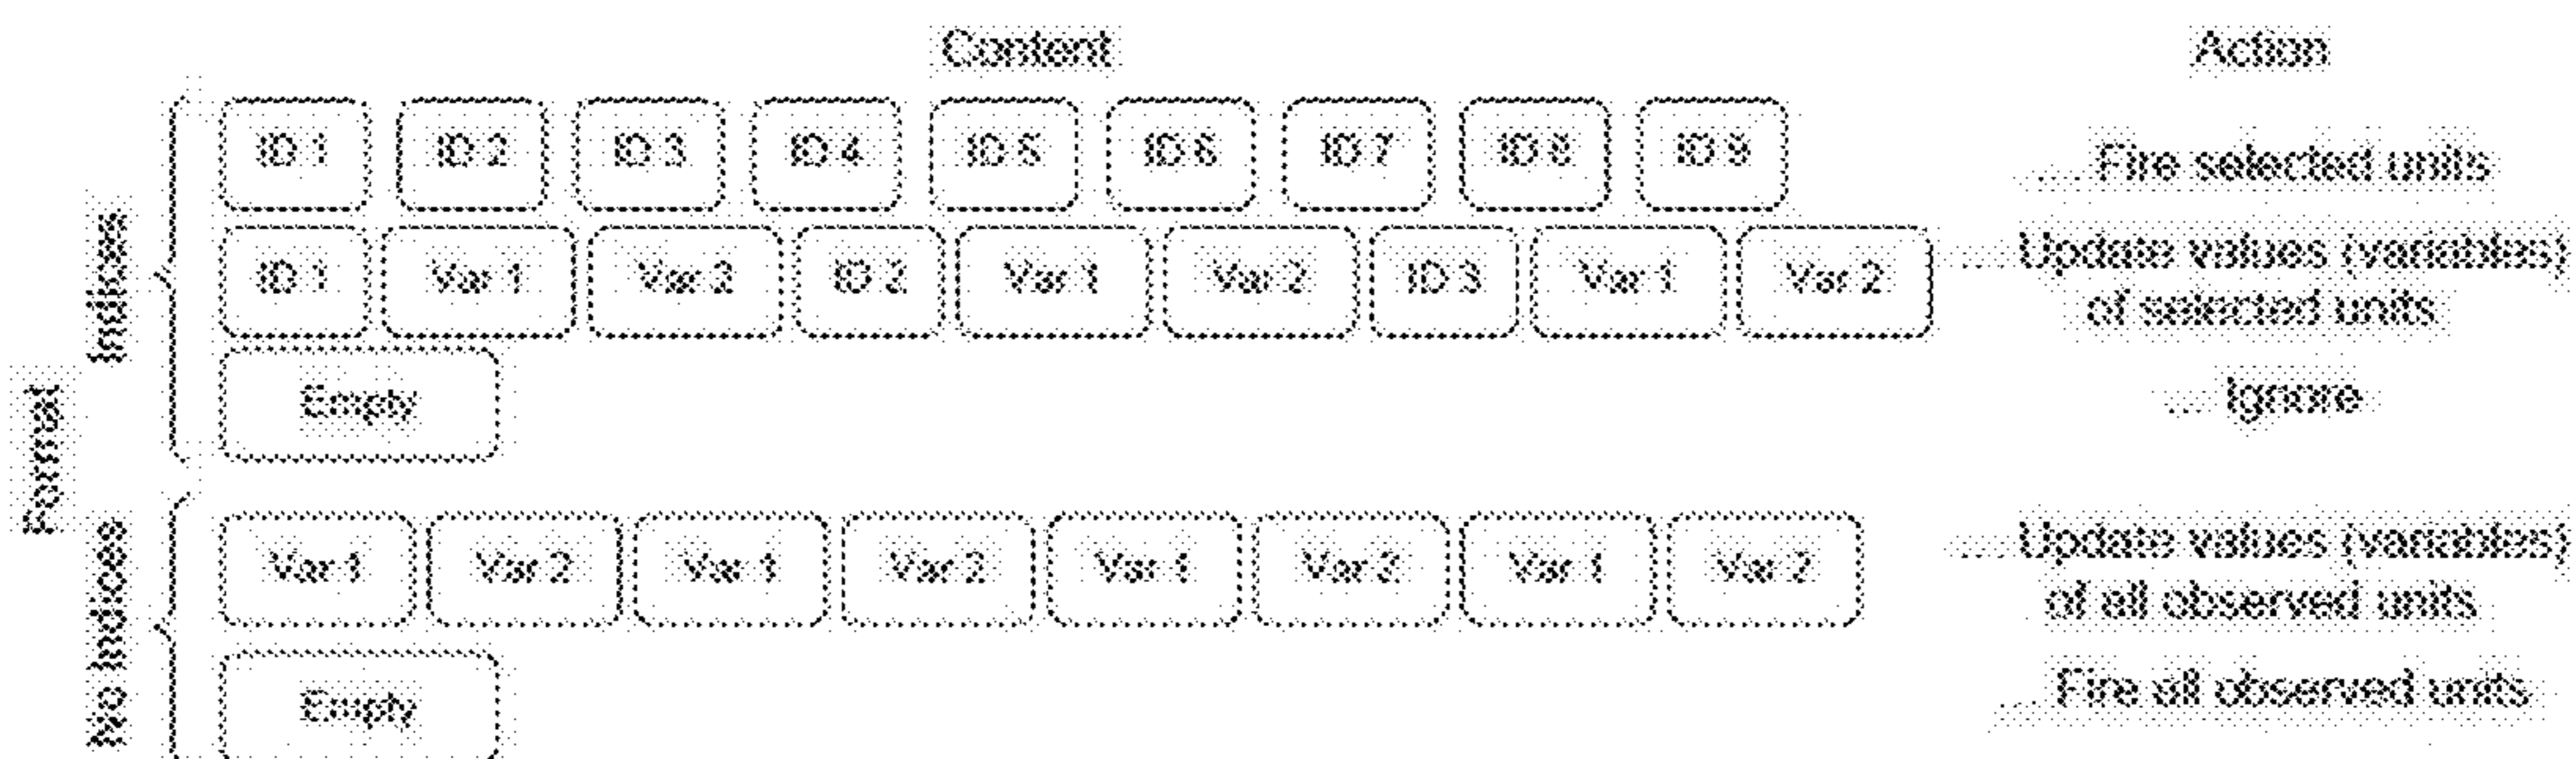 Content Action
Format
Indices
ID 1 ID 2 ID 3 ID 4 ID 5 ID 6 ID 7 ID 8 ID 9 Fire selected units
ID 1 Var 1 Var 2 ID 2 Var 1 Var 2 ID 3 Var 1 Var 2 Update values (variables)
of selected units
Empty Ignore
No Indices
Var 1 Var 2 Var 1 Var 2 Var 1 Var 2 Var 1 Var 2 Update values (variables)
of all observed units
Empty Fire all observed units